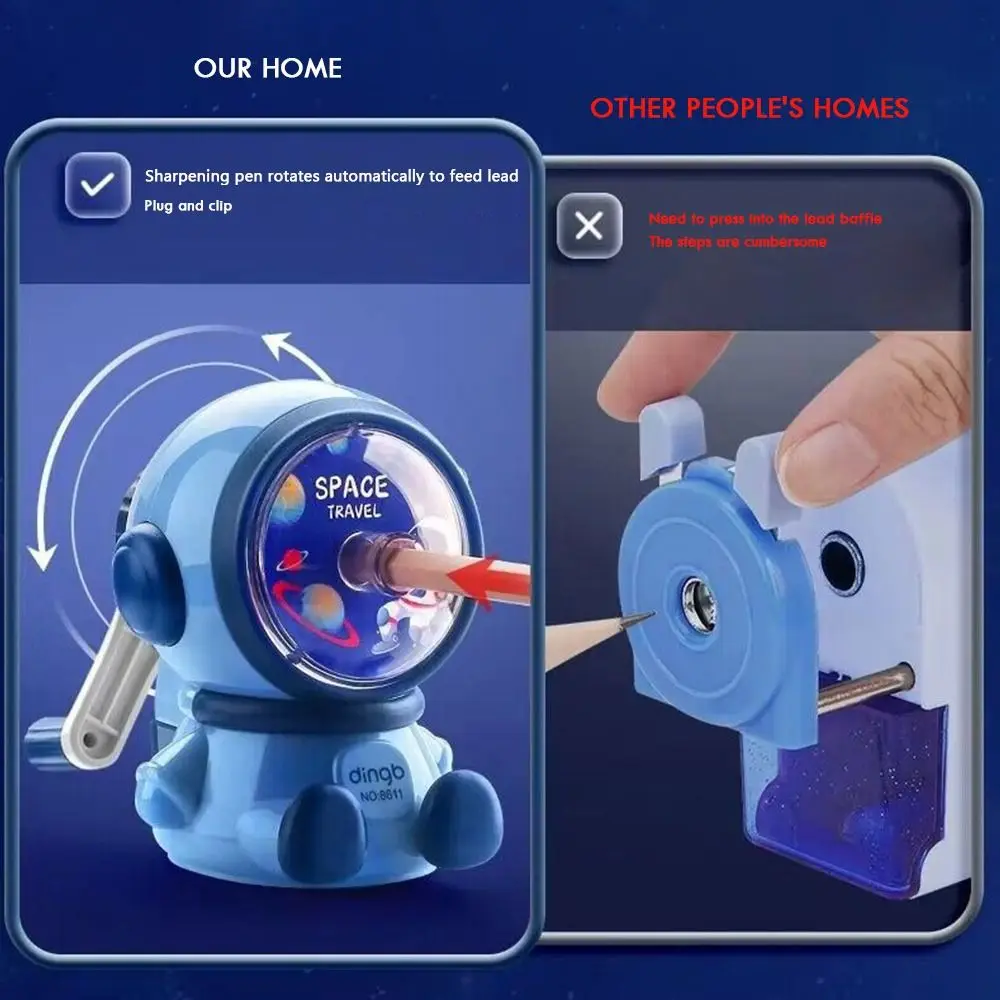 OUR HOME
OTHER PEOPLE'S HOMES
Sharpening pen rotates automatically to feed lead
Plug and clip
Need to press into the lead baffle
The steps are cumbersome
SPACE
TRAVEL
dingb
NO:8611